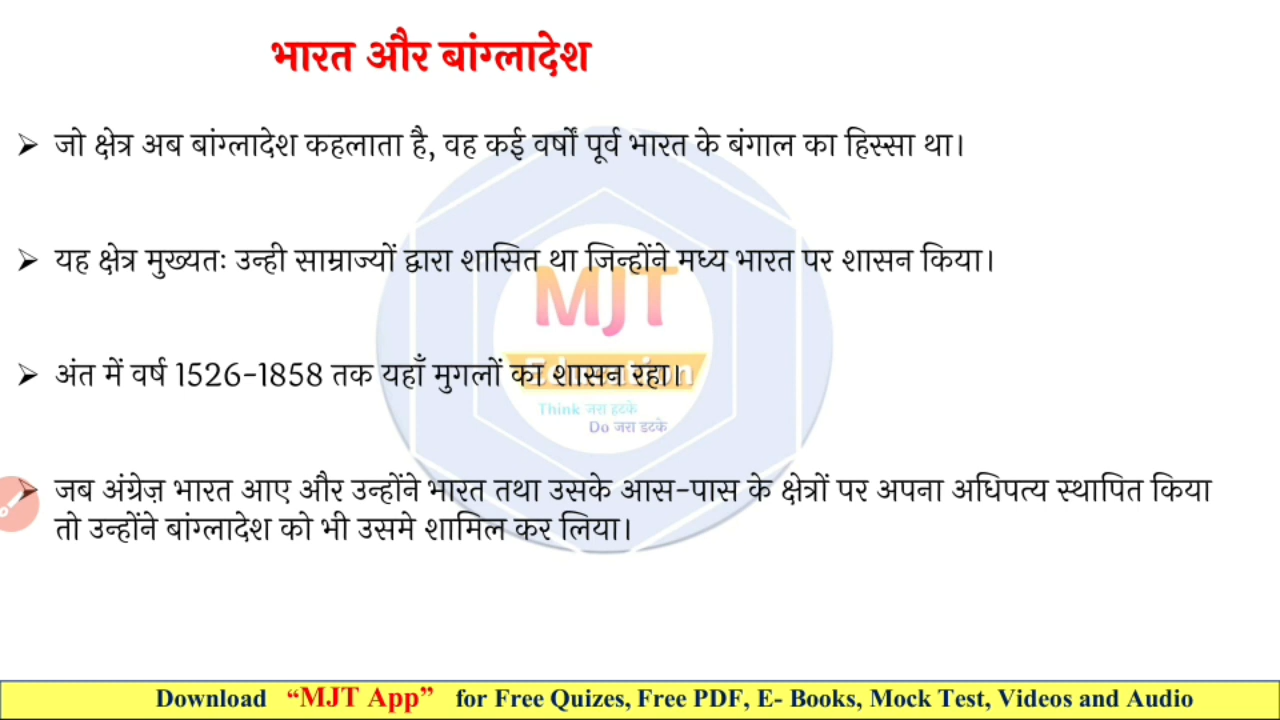 भारत और बांग्लादेश
➢ जो क्षेत्र अब बांग्लादेश कहलाता है, वह कई वर्षों पूर्व भारत के बंगाल का हिस्सा था।
➢ यह क्षेत्र मुख्यतः उन्ही साम्राज्यों द्वारा शासित था जिन्होंने मध्य भारत पर शासन किया।
MJT
➢ अंत में वर्ष 1526-1858 तक यहाँ मुगलों का शासन रहा।
Education
Think जरा हटके
Do जरा डटके
➢ जब अंग्रेज़ भारत आए और उन्होंने भारत तथा उसके आस-पास के क्षेत्रों पर अपना अधिपत्य स्थापित किया
तो उन्होंने बांग्लादेश को भी उसमे शामिल कर लिया।
Download “MJT App” for Free Quizes, Free PDF, E- Books, Mock Test, Videos and Audio